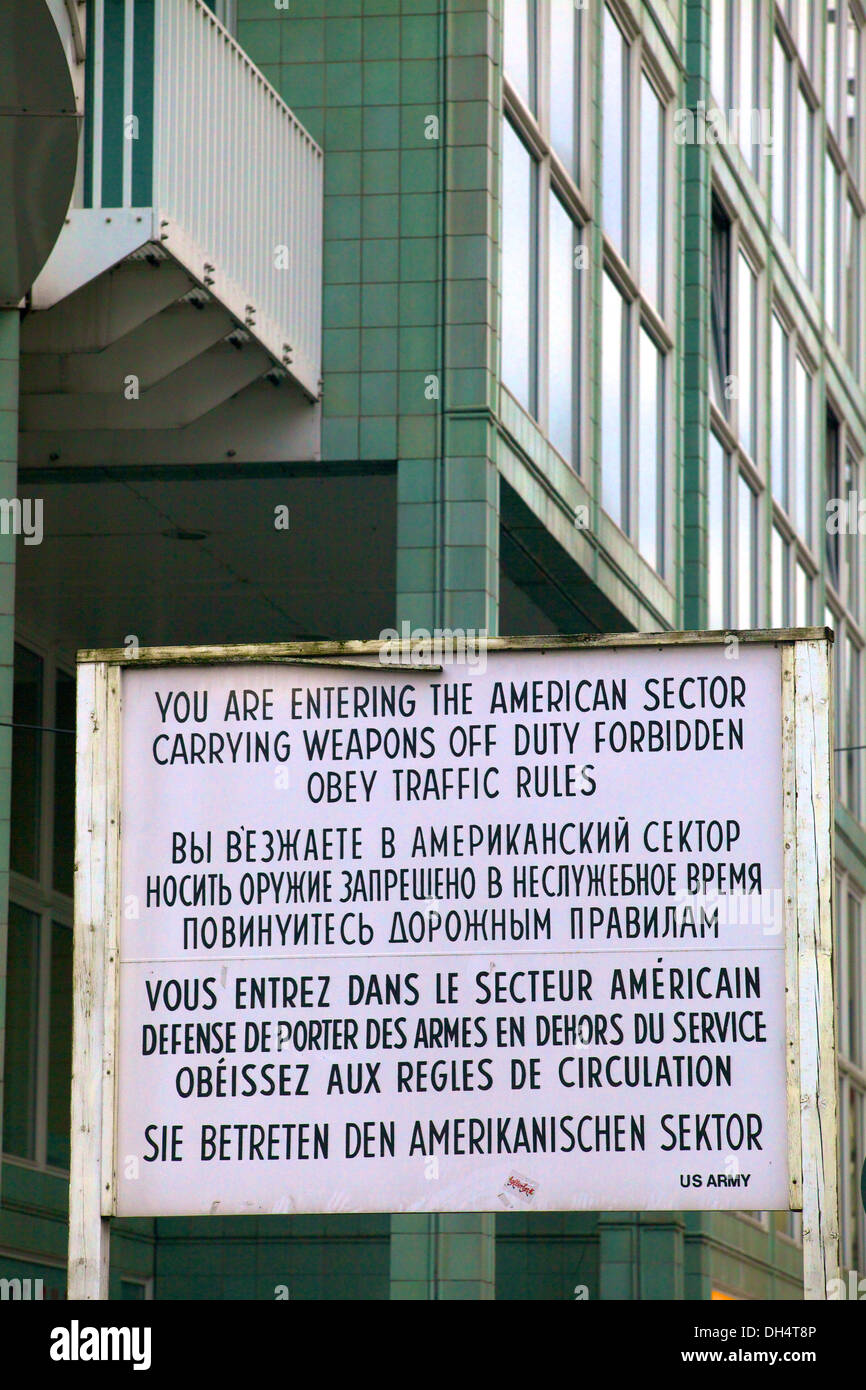 YOU ARE ENTERING THE AMERICAN SECTOR
CARRYING WEAPONS OFF DUTY FORBIDDEN
OBEY TRAFFIC RULES
ВЫ В'ЕЗЖАЕТЕ В АМЕРИКАНСКИЙ СЕКТОР
НОСИТЬ ОРУЖИЕ ЗАПРЕЩЕНО В НЕСЛУЖЕБНОЕ ВРЕМЯ
ПОВИНУИТЕСЬ ДОРОЖНЫМ ПРАВИЛАМ
VOUS ENTREZ DANS LE SECTEUR AMÉRICAIN
DEFENSE DE PORTER DES ARMES EN DEHORS DU SERVICE
OBÉISSEZ AUX REGLES DE CIRCULATION
SIE BETRETEN DEN AMERIKANISCHEN SEKTOR
US ARMY
alamy stock photo
DH4T8P
www.alamy.com